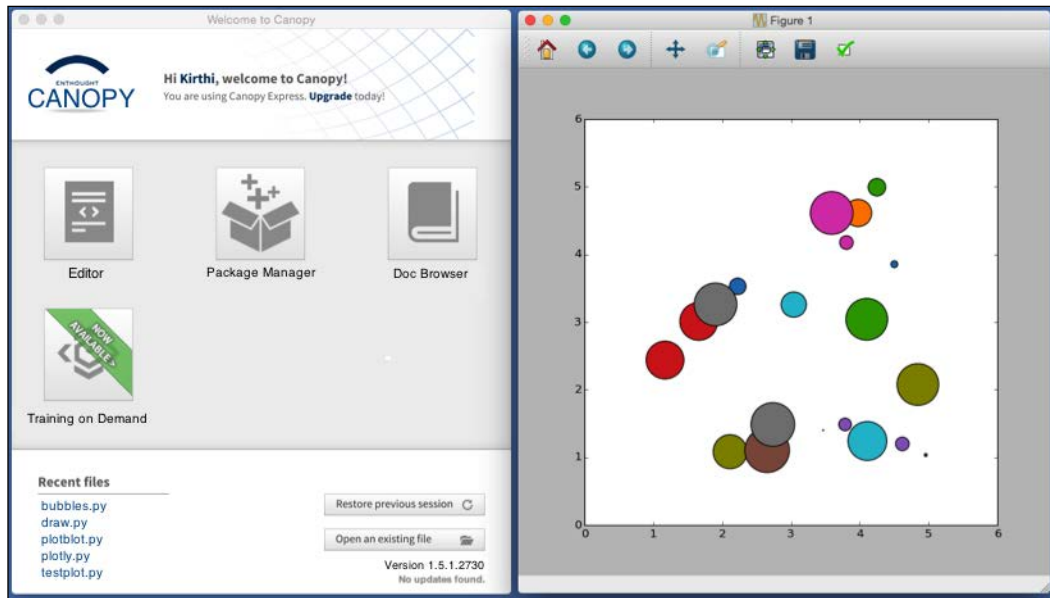 Welcome to Canopy
ENTHOUGHT
CANOPY
Hi Kirthi, welcome to Canopy!
You are using Canopy Express. Upgrade today!
Editor
Package Manager
Doc Browser
NOW
AVAILABLE >
Training on Demand
Recent files
bubbles.py
draw.py
plotblot.py
plotly.py
testplot.py
Restore previous session
Open an existing file
Version 1.5.1.2730
No updates found.
Figure 1
6
5
4
3
2
1
0
0 1 2 3 4 5 6